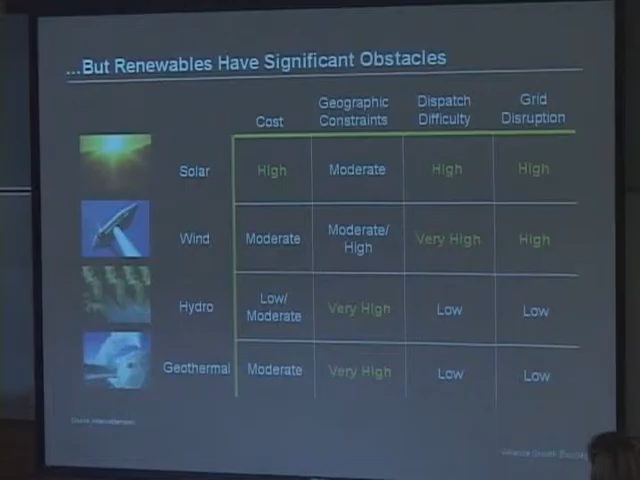 ...But Renewables Have Significant Obstacles
Cost
Geographic
Constraints
Dispatch
Difficulty
Grid
Disruption
Solar
High
Moderate
High
High
Wind
Moderate
Moderate/
High
Very High
High
Hydro
Low/
Moderate
Very High
Low
Low
Geothermal
Moderate
Very High
Low
Low